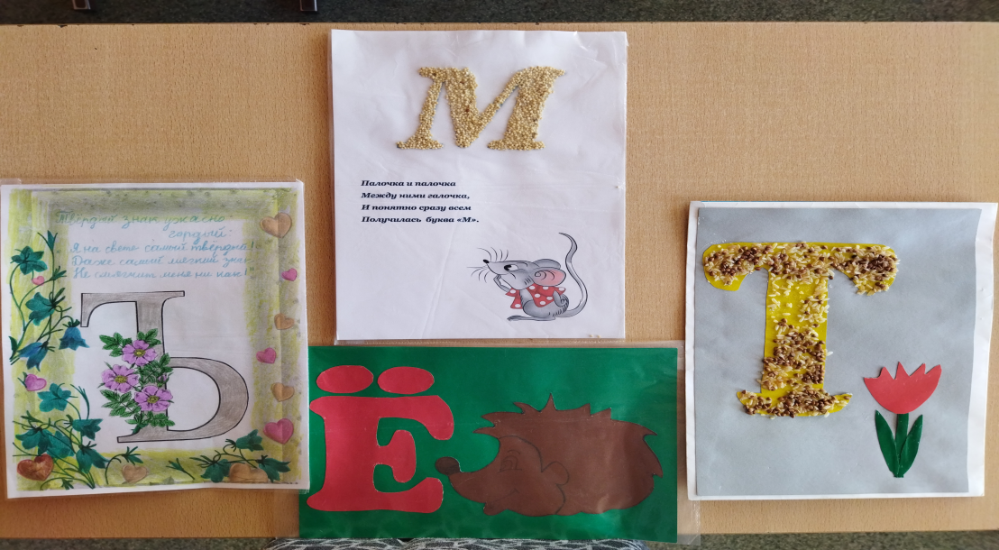 М
Палочка и палочка
Между ними галочка,
И понятно сразу всем
Получилась буква «М».
Твёрдый знак ужасно
гордый:
Я на свете самый твёрдый!
Даже самый мягкий знак
Не смягчит меня ни как!"
Ъ
Ё
Т